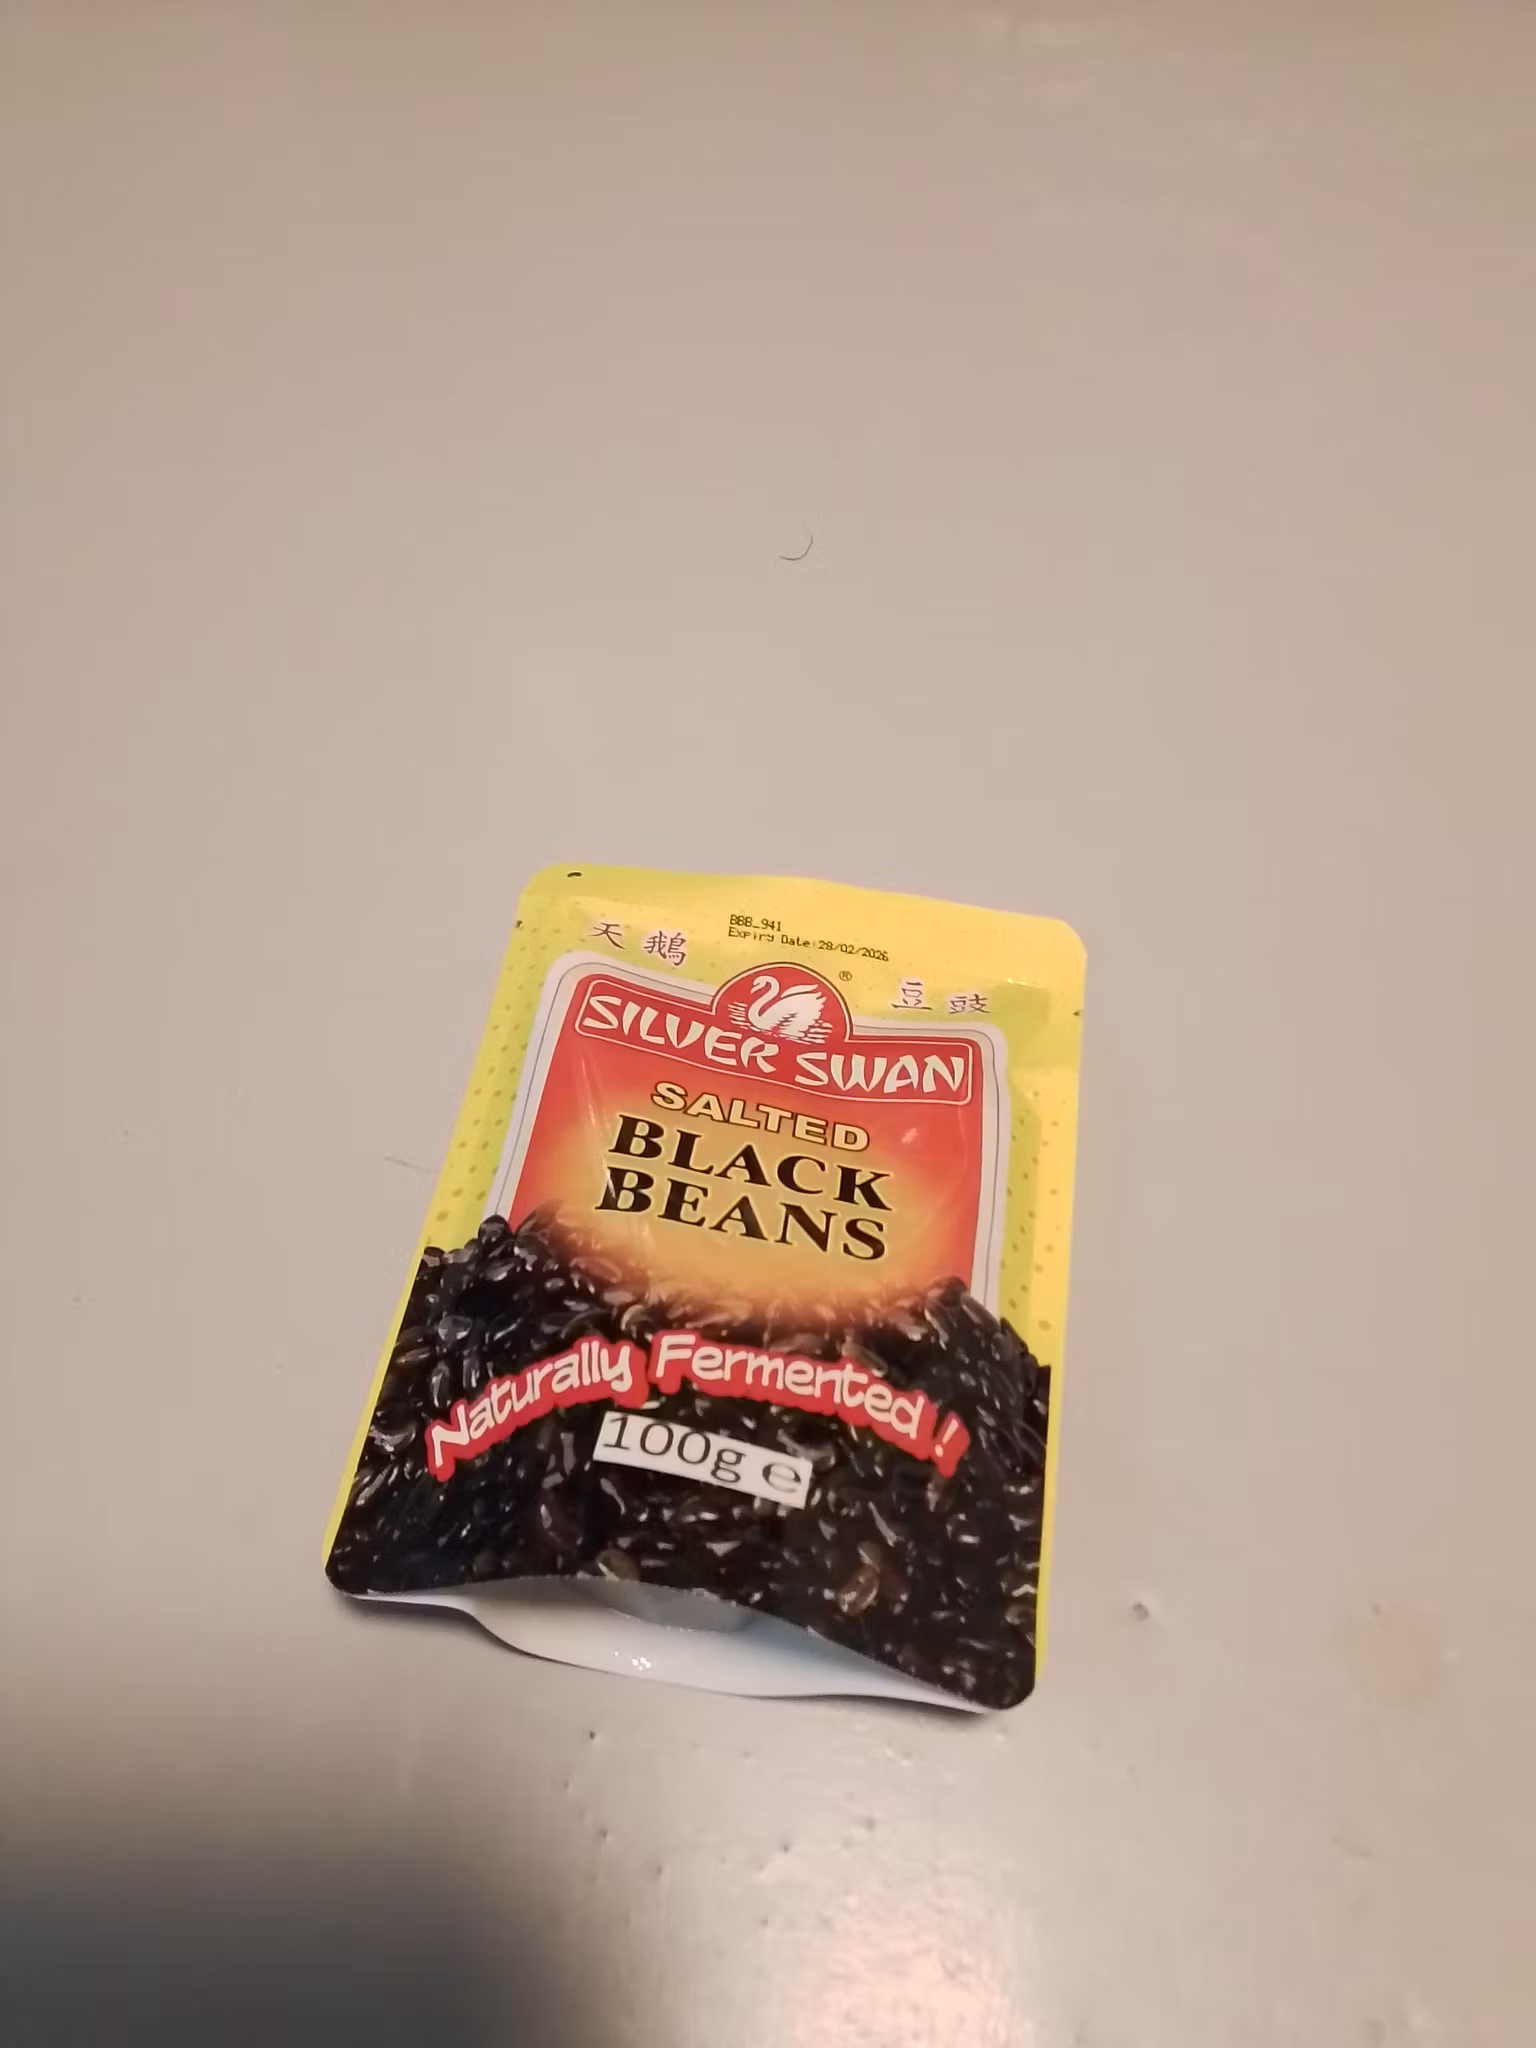 BBB_941
Expiry Date:28/02/2026
天鵝
豆豉
®
SILVER SWAN
SALTED
BLACK
BEANS
Naturally Fermented!
100g e